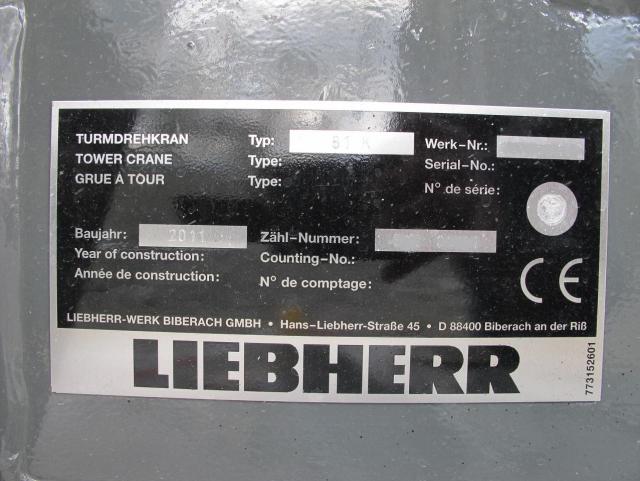 TURMDREHKRAN Typ: 81 K Werk-Nr.:
TOWER CRANE Type: Serial-No.:
GRUE A TOUR Type: N° de série:
Baujahr: 2011 Zähl-Nummer:
Year of construction: Counting-No.:
Année de construction: N° de comptage:
CE
LIEBHERR-WERK BIBERACH GMBH • Hans-Liebherr-Straße 45 • D 88400 Biberach an der Riß
LIEBHERR
773152601